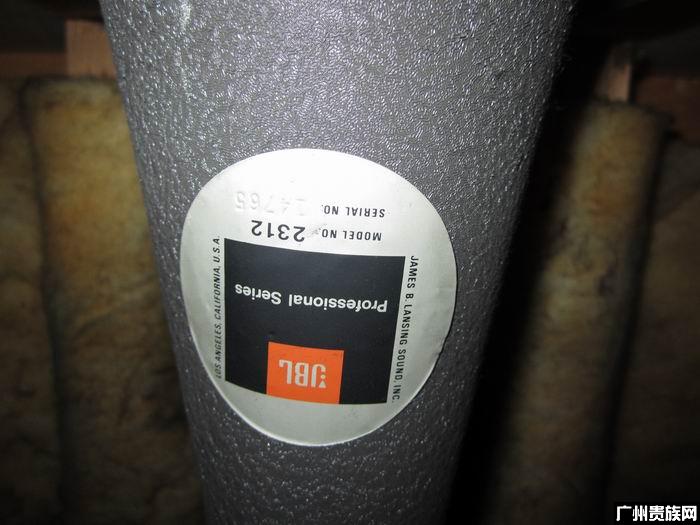 JBL
Professional Series
MODEL NO. 2312
SERIAL NO. 14765
JAMES B. LANSING SOUND, INC.
LOS ANGELES, CALIFORNIA, U.S.A.
广州贵族网